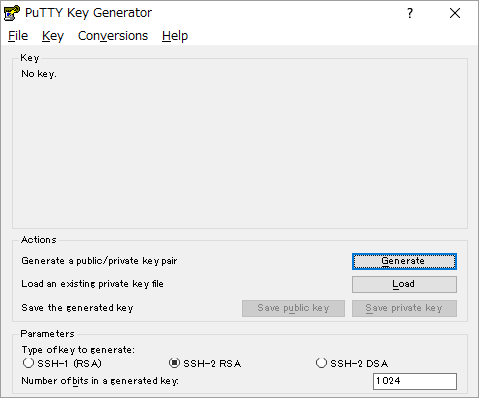 PuTTY Key Generator
File Key Conversions Help
Key
No key.
Actions
Generate a public/private key pair Generate
Load an existing private key file Load
Save the generated key Save public key Save private key
Parameters
Type of key to generate:
SSH-1 (RSA) SSH-2 RSA SSH-2 DSA
Number of bits in a generated key: 1024